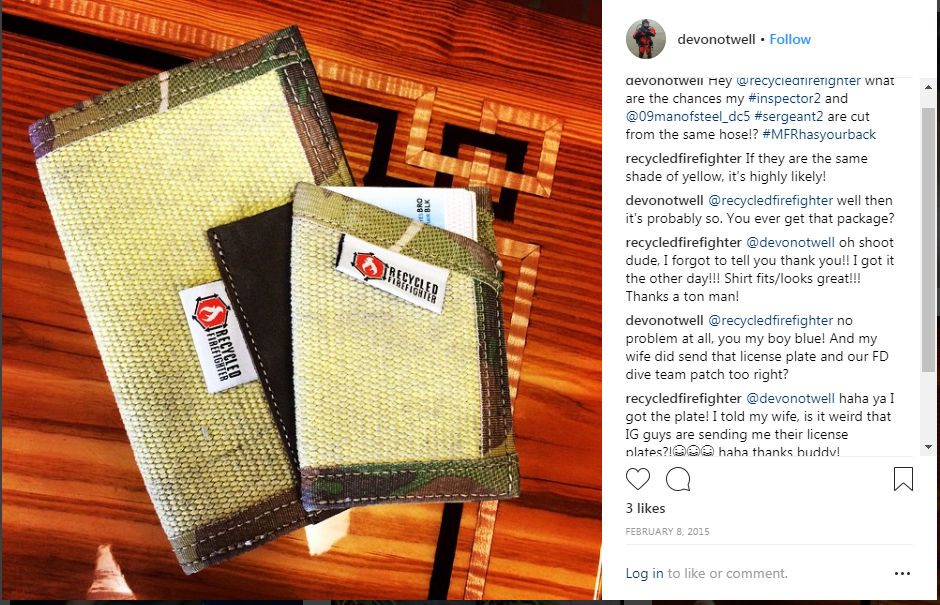 devonotwell • Follow
devonotwell Hey @recycledfirefighter what
are the chances my #inspector2 and
@09manofsteel_dc5 #sergeant2 are cut
from the same hose!? #MFRhasyourback
recycledfirefighter If they are the same
shade of yellow, it's highly likely!
devonotwell @recycledfirefighter well then
it's probably so. You ever get that package?
recycledfirefighter @devonotwell oh shoot
dude, I forgot to tell you thank you!! I got it
the other day!!! Shirt fits/looks great!!!
Thanks a ton man!
devonotwell @recycledfirefighter no
problem at all, you my boy blue! And my
wife did send that license plate and our FD
dive team patch too right?
recycledfirefighter @devonotwell haha ya I
got the plate! I told my wife, is it weird that
IG guys are sending me their license
plates?!😀😀😀 haha thanks buddy!
3 likes
FEBRUARY 8, 2015
Log in to like or comment.
RECYCLED
FIREFIGHTER
RECYCLED
FIREFIGHTER
BRO
BLK